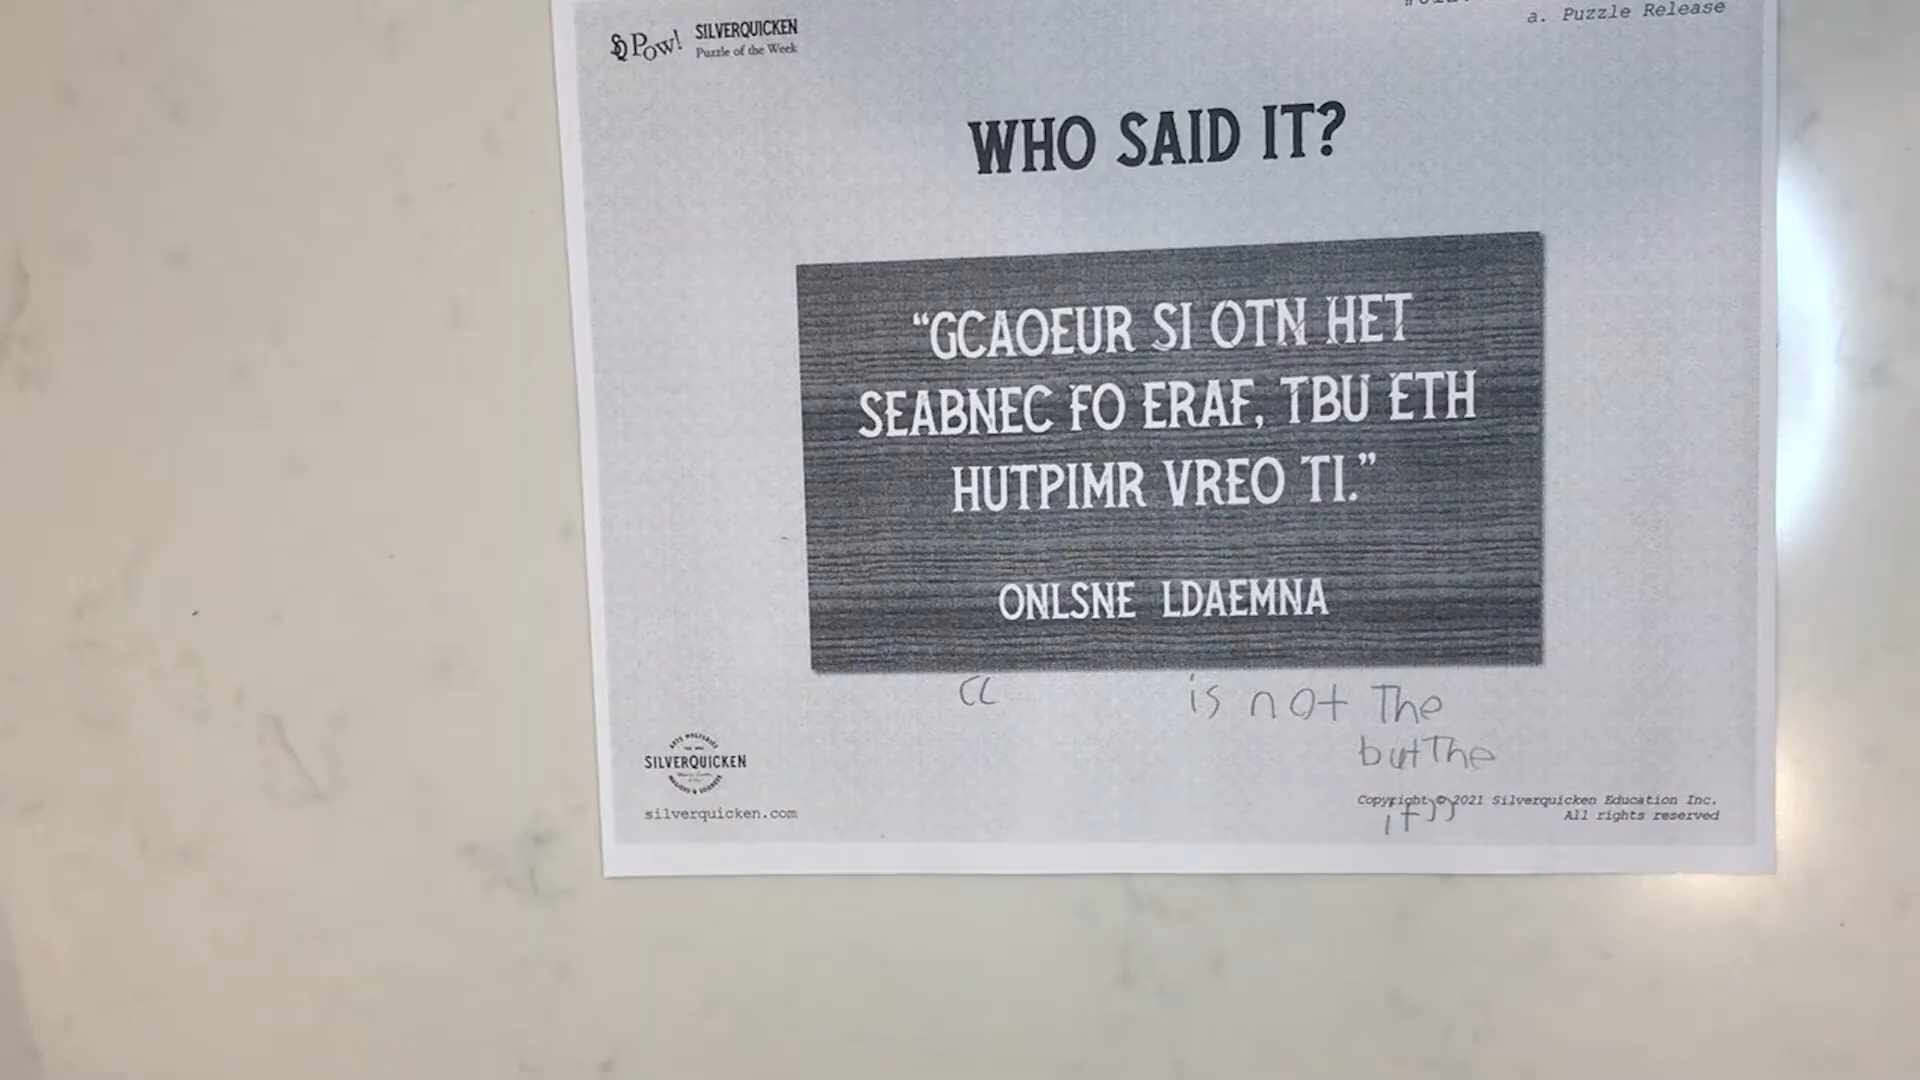 SQ Pow!
SILVERQUICKEN
Puzzle of the Week
a. Puzzle Release
WHO SAID IT?
“GCAOEUR SI OTN HET
SEABNEC FO ERAF, TBU ETH
HUTPIMR VREO TI.”
ONLSNE LDAEMNA
is not The
but The
it”
SILVERQUICKEN
silverquicken.com
Copyright © 2021 Silverquicken Education Inc.
All rights reserved